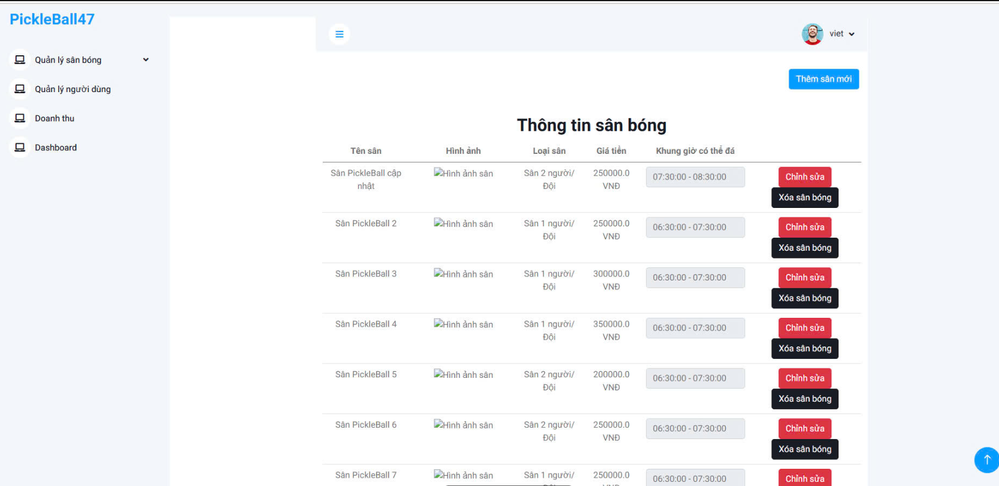 PickleBall47
viet
Quản lý sân bóng
Quản lý người dùng
Doanh thu
Dashboard
Thêm sân mới
Thông tin sân bóng
Tên sân Hình ảnh Loại sân Giá tiền Khung giờ có thể đá
Sân PickleBall cập Hình ảnh sân Sân 2 người/ 250000.0 07:30:00 - 08:30:00 Chỉnh sửa
nhật Đội VNĐ Xóa sân bóng
Sân PickleBall 2 Hình ảnh sân Sân 1 người/ 250000.0 06:30:00 - 07:30:00 Chỉnh sửa
Đội VNĐ Xóa sân bóng
Sân PickleBall 3 Hình ảnh sân Sân 1 người/ 300000.0 06:30:00 - 07:30:00 Chỉnh sửa
Đội VNĐ Xóa sân bóng
Sân PickleBall 4 Hình ảnh sân Sân 1 người/ 350000.0 06:30:00 - 07:30:00 Chỉnh sửa
Đội VNĐ Xóa sân bóng
Sân PickleBall 5 Hình ảnh sân Sân 2 người/ 200000.0 06:30:00 - 07:30:00 Chỉnh sửa
Đội VNĐ Xóa sân bóng
Sân PickleBall 6 Hình ảnh sân Sân 2 người/ 250000.0 06:30:00 - 07:30:00 Chỉnh sửa
Đội VNĐ Xóa sân bóng
Sân PickleBall 7 Hình ảnh sân Sân 1 người/ 250000.0 06:30:00 - 07:30:00 Chỉnh sửa